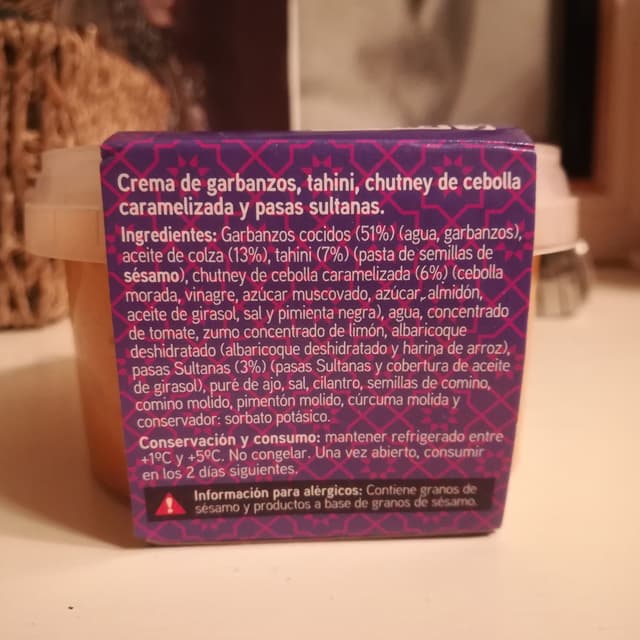 Crema de garbanzos, tahini, chutney de cebolla
caramelizada y pasas sultanas.
Ingredientes: Garbanzos cocidos (51%) (agua, garbanzos),
aceite de colza (13%), tahini (7%) (pasta de semillas de
sésamo), chutney de cebolla caramelizada (6%) (cebolla
morada, vinagre, azúcar muscovado, azúcar, almidón,
aceite de girasol, sal y pimienta negra), agua, concentrado
de tomate, zumo concentrado de limón, albaricoque
deshidratado (albaricoque deshidratado y harina de arroz),
pasas Sultanas (3%) (pasas Sultanas y cobertura de aceite
de girasol), puré de ajo, sal, cilantro, semillas de comino,
comino molido, pimentón molido, cúrcuma molida y
conservador: sorbato potásico.
Conservación y consumo: mantener refrigerado entre
+1ºC y +5ºC. No congelar. Una vez abierto, consumir
en los 2 días siguientes.
Información para alérgicos: Contiene granos de
sésamo y productos a base de granos de sésamo.